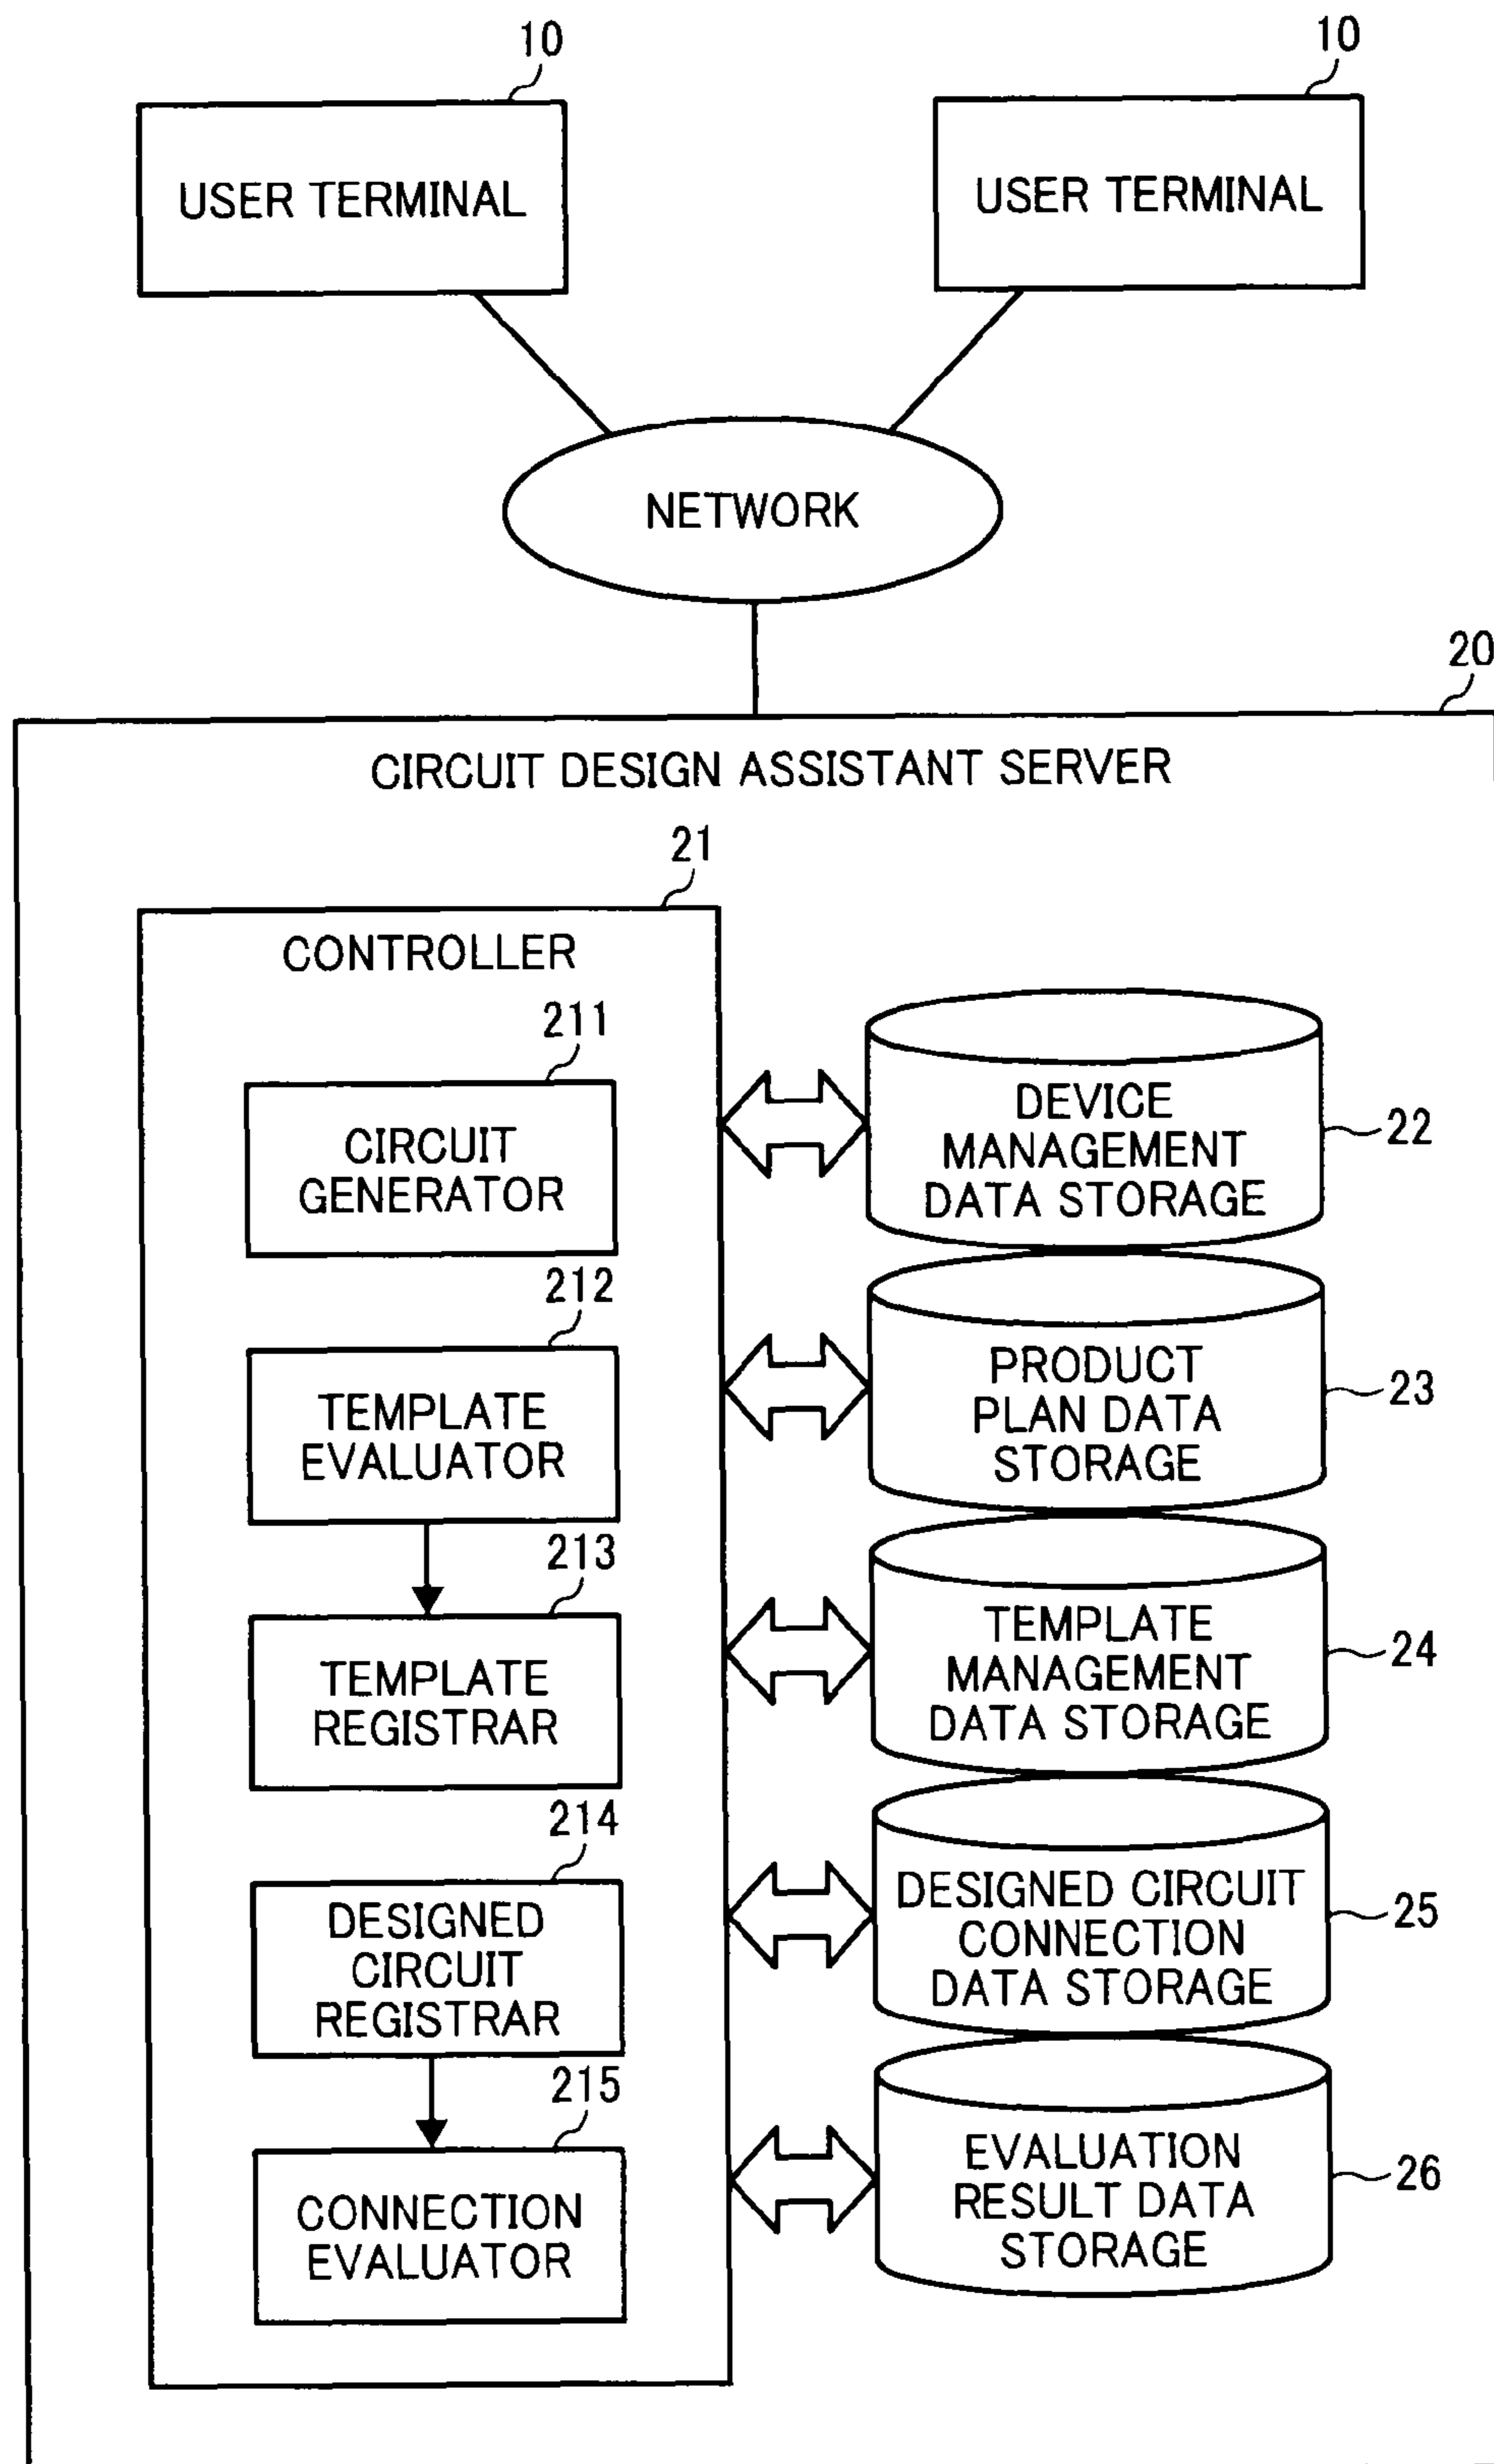 10
10
USER TERMINAL
USER TERMINAL
NETWORK
20
CIRCUIT DESIGN ASSISTANT SERVER
21
CONTROLLER
211
CIRCUIT
GENERATOR
212
TEMPLATE
EVALUATOR
213
TEMPLATE
REGISTRAR
214
DESIGNED
CIRCUIT
REGISTRAR
215
CONNECTION
EVALUATOR
DEVICE
MANAGEMENT
DATA STORAGE
22
PRODUCT
PLAN DATA
STORAGE
23
TEMPLATE
MANAGEMENT
DATA STORAGE
24
DESIGNED CIRCUIT
CONNECTION
DATA STORAGE
25
EVALUATION
RESULT DATA
STORAGE
26